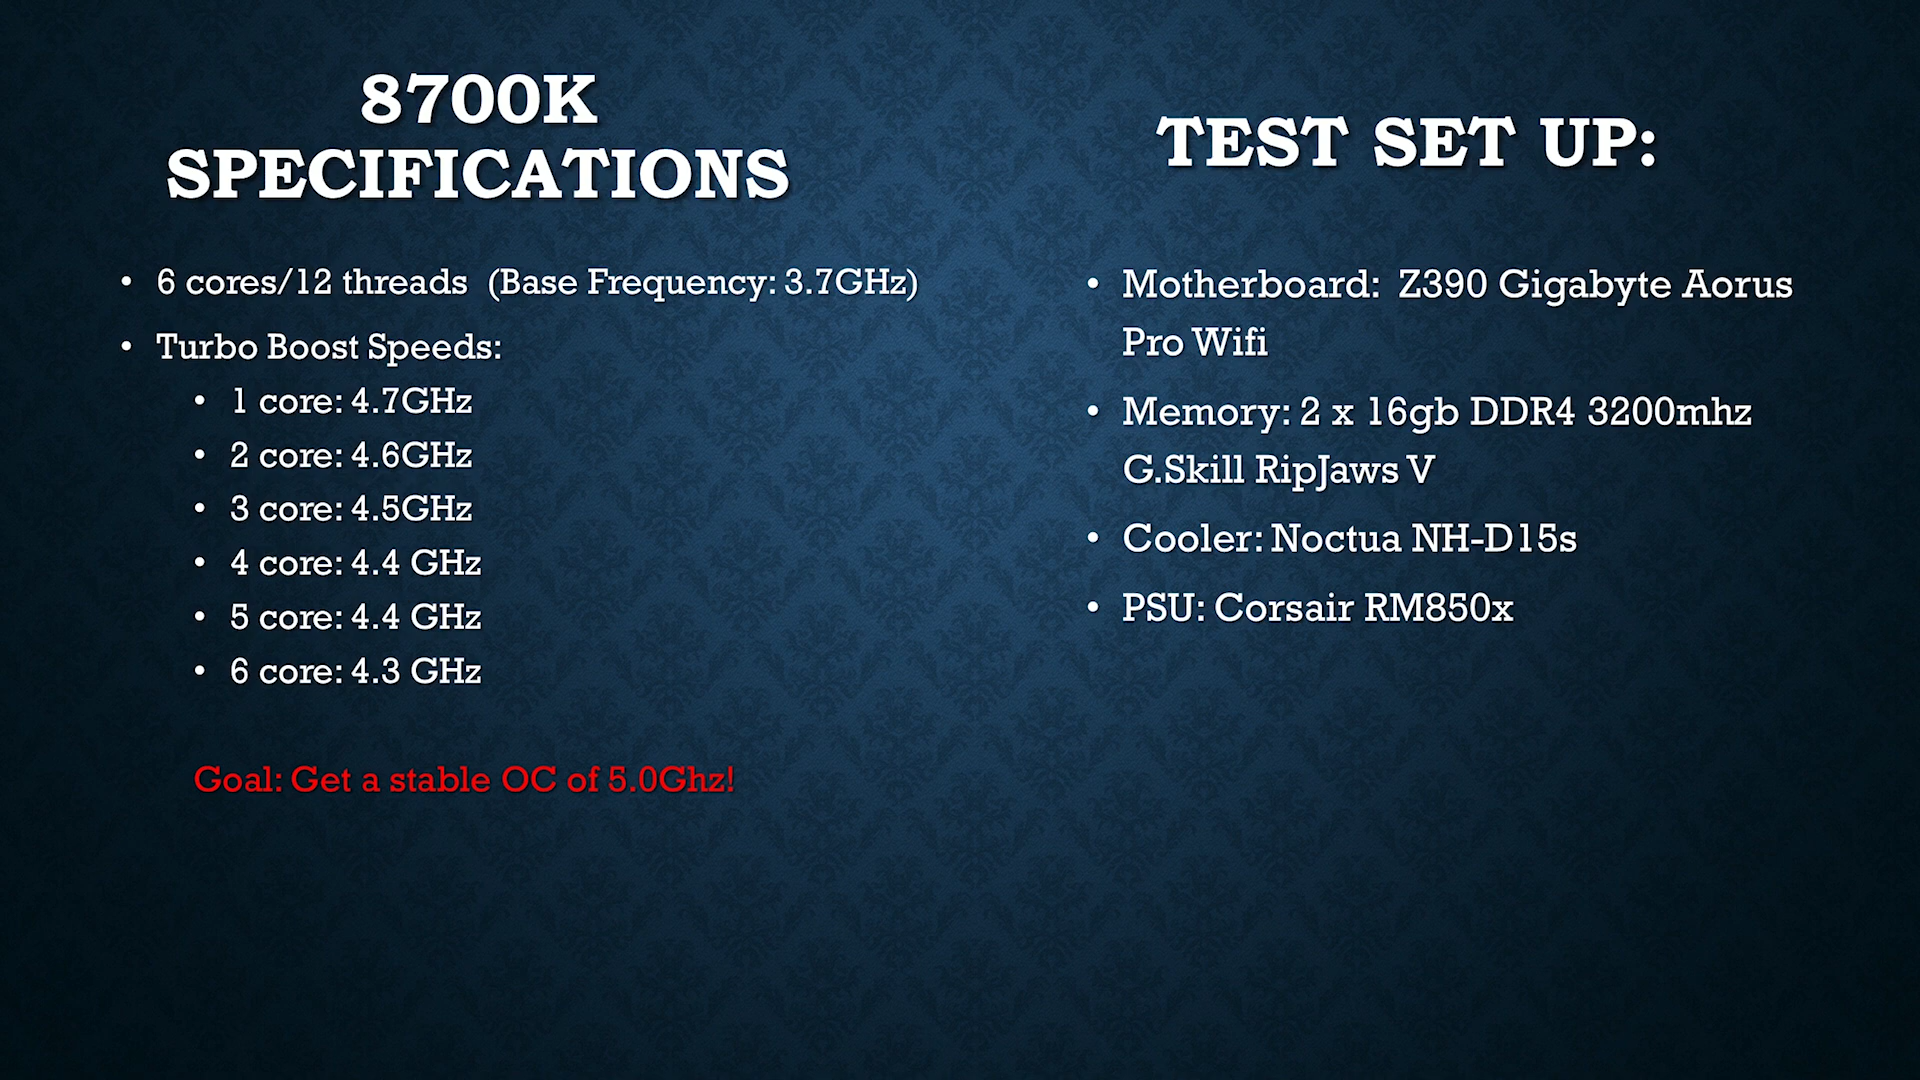 8700K
SPECIFICATIONS
• 6 cores/12 threads (Base Frequency: 3.7GHz)
• Turbo Boost Speeds:
• 1 core: 4.7GHz
• 2 core: 4.6GHz
• 3 core: 4.5GHz
• 4 core: 4.4 GHz
• 5 core: 4.4 GHz
• 6 core: 4.3 GHz
Goal: Get a stable OC of 5.0Ghz!
TEST SET UP:
• Motherboard: Z390 Gigabyte Aorus
Pro Wifi
• Memory: 2 x 16gb DDR4 3200mhz
G.Skill RipJaws V
• Cooler: Noctua NH-D15s
• PSU: Corsair RM850x